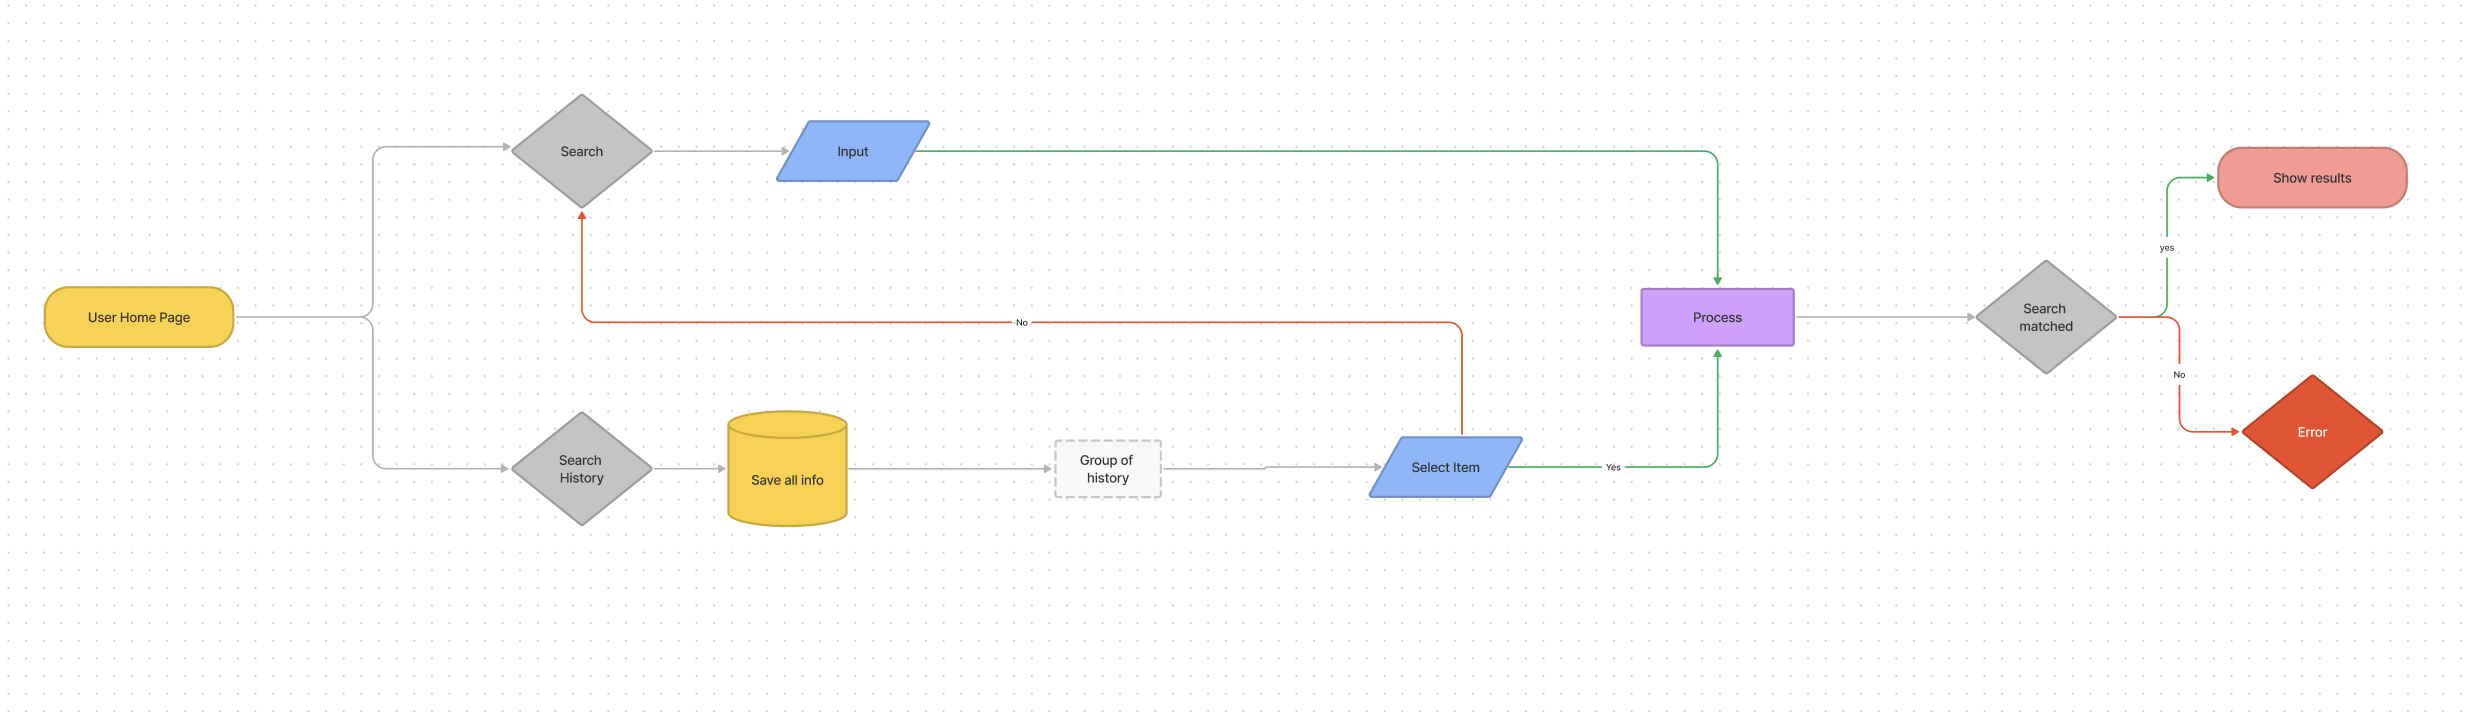 Search
Input
Show results
yes
User Home Page
No
Process
Search
matched
No
Error
Search
History
Save all info
Group of
history
Select Item
Yes